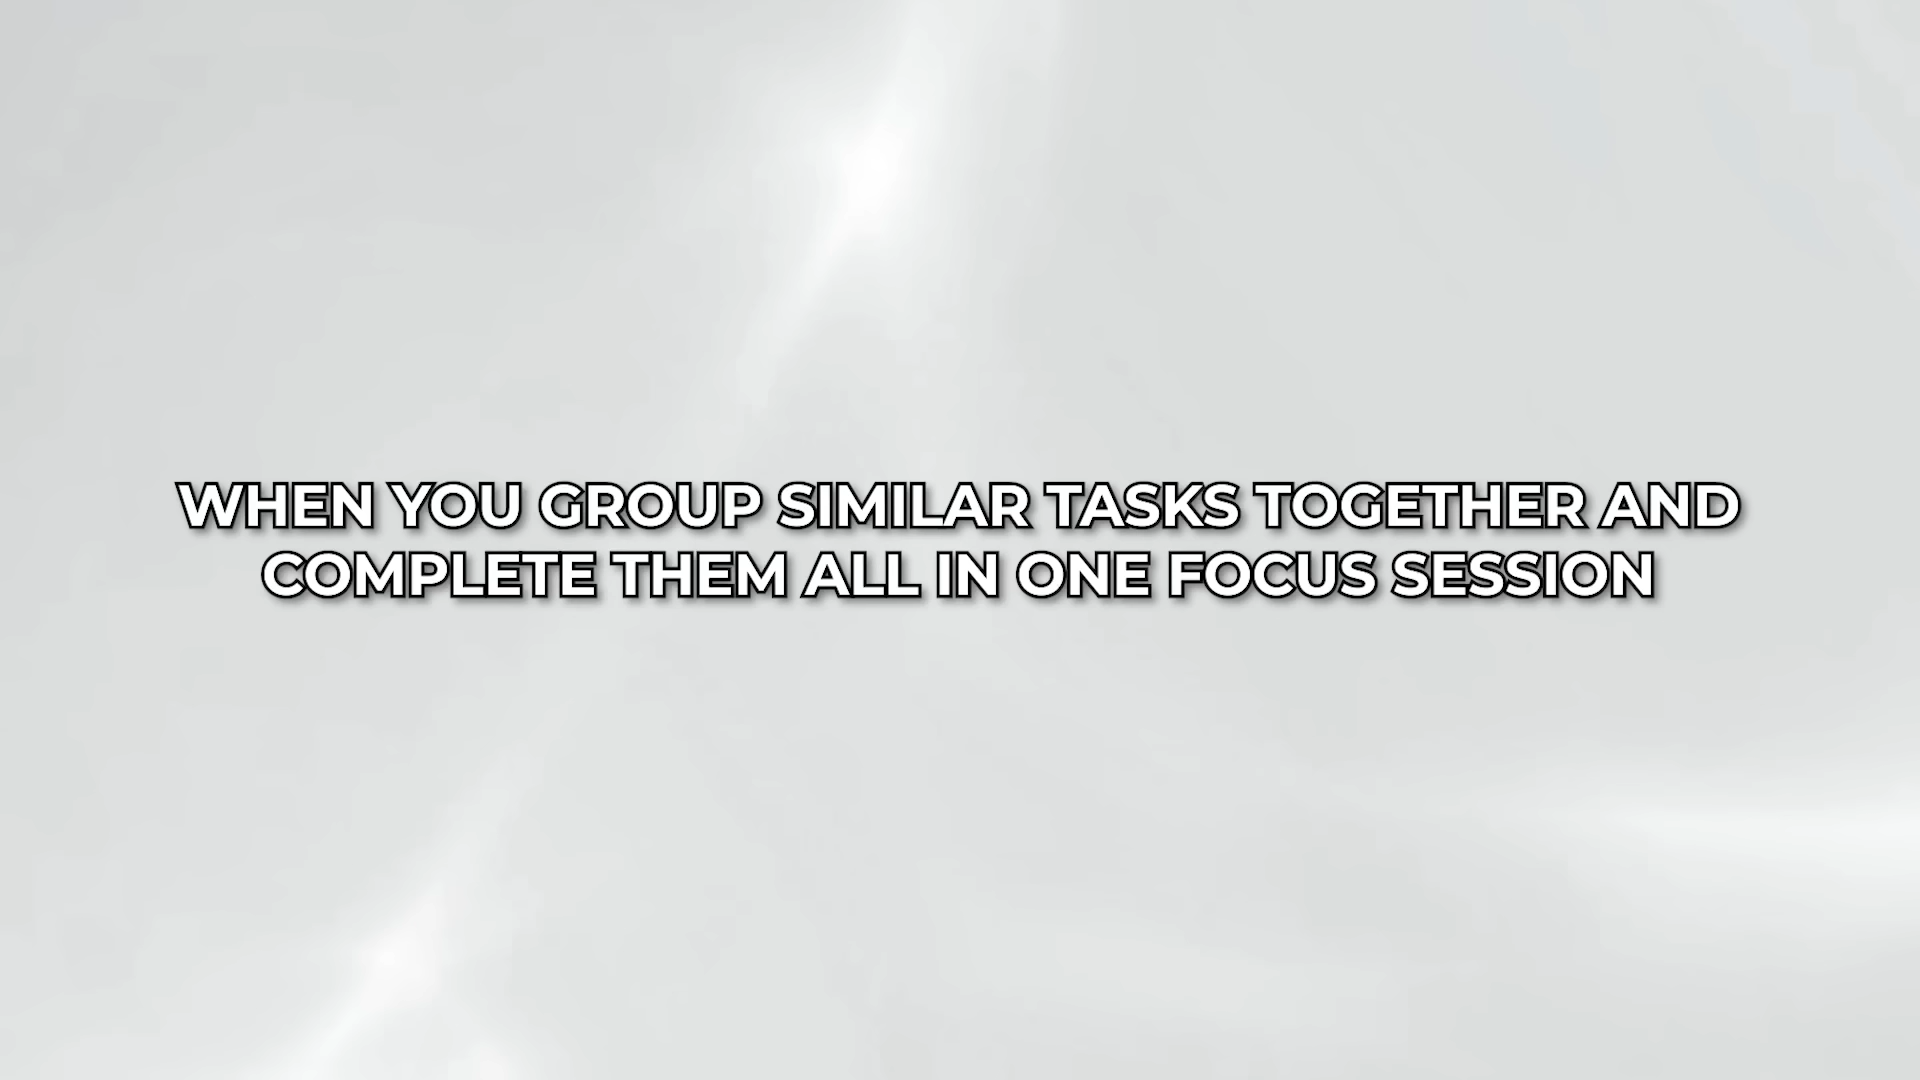 WHEN YOU GROUP SIMILAR TASKS TOGETHER AND
COMPLETE THEM ALL IN ONE FOCUS SESSION